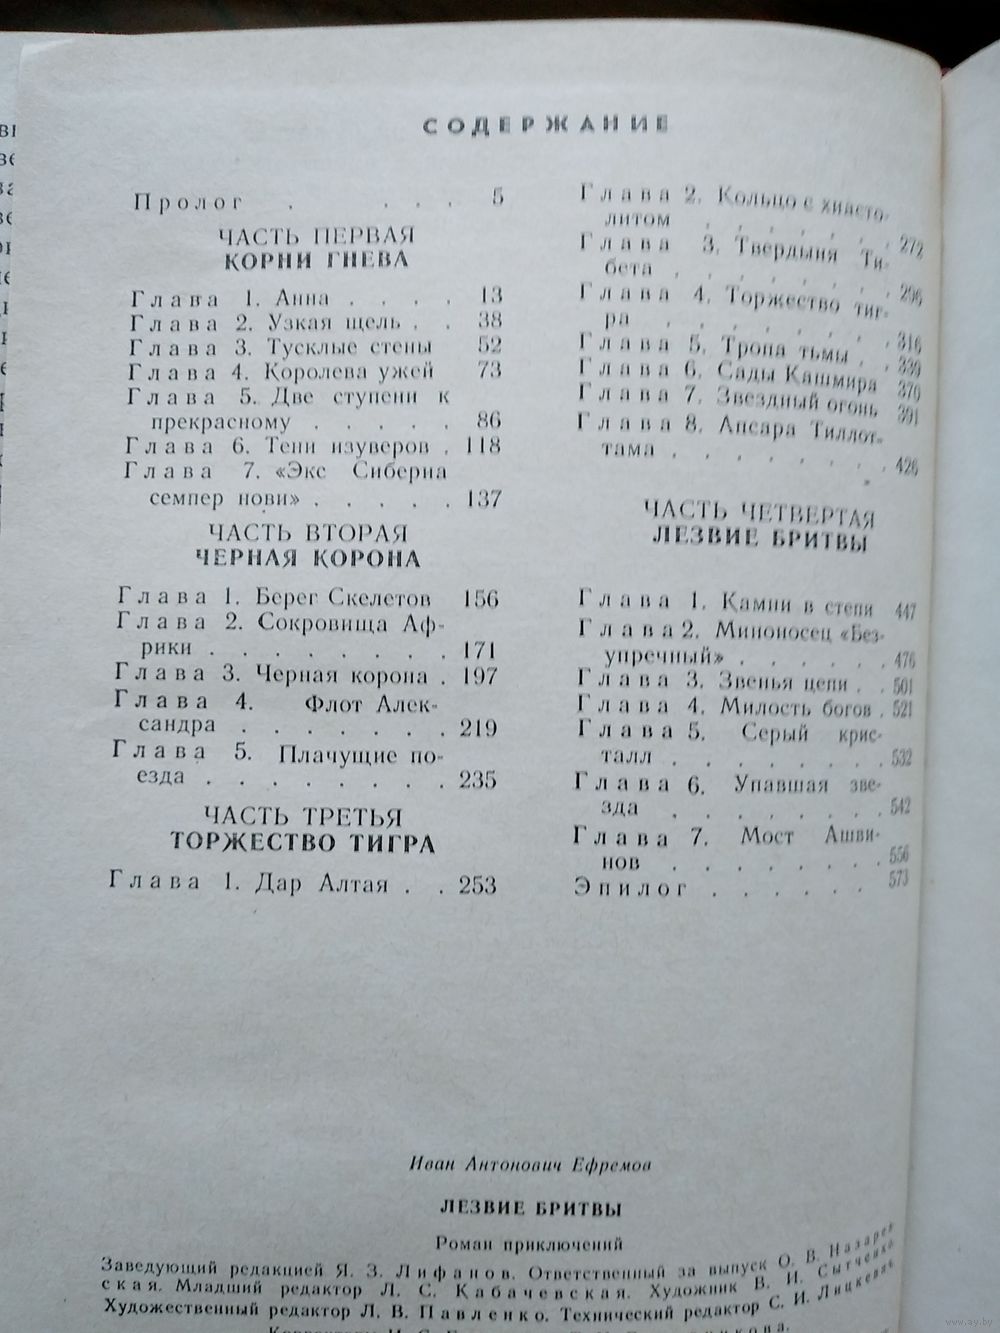 СОДЕРЖАНИЕ
Пролог . . . . 5
ЧАСТЬ ПЕРВАЯ
КОРНИ ГНЕВА
Глава 1. Анна . . . . 13
Глава 2. Узкая щель . . 38
Глава 3. Тусклые стены 52
Глава 4. Королева ужей 73
Глава 5. Две ступени к
прекрасному . . . . . 86
Глава 6. Тени изуверов . 118
Глава 7. «Экс Сибериа
семпер нови» . . . . . 137
ЧАСТЬ ВТОРАЯ
ЧЕРНАЯ КОРОНА
Глава 1. Берег Скелетов 156
Глава 2. Сокровища Аф-
рики . . . . . . . . 171
Глава 3. Черная корона . 197
Глава 4. Флот Алек-
сандра . . . . . . . 219
Глава 5. Плачущие по-
езда . . . . . . . . 235
ЧАСТЬ ТРЕТЬЯ
ТОРЖЕСТВО ТИГРА
Глава 1. Дар Алтая . . 253
Глава 2. Кольцо с хиасто-
литом . . . . . . . 272
Глава 3. Твердыня Ти-
бета . . . . . . . . 296
Глава 4. Торжество тиг-
ра . . . . . . . . 316
Глава 5. Тропа тьмы . . 339
Глава 6. Сады Кашмира 370
Глава 7. Звездный огонь 391
Глава 8. Апсара Тиллот-
тама . . . . . . . . 426
ЧАСТЬ ЧЕТВЕРТАЯ
ЛЕЗВИЕ БРИТВЫ
Глава 1. Камни в степи 447
Глава 2. Миноносец «Без-
упречный» . . . . . . 476
Глава 3. Звенья цепи . . 501
Глава 4. Милость богов . 521
Глава 5. Серый крис-
талл . . . . . . . . 532
Глава 6. Упавшая зве-
зда . . . . . . . . 542
Глава 7. Мост Ашви-
нов . . . . . . . . 556
Эпилог . . . . . . 573
Иван Антонович Ефремов
ЛЕЗВИЕ БРИТВЫ
Роман приключений
Заведующий редакцией Я. З. Лифанов. Ответственный за выпуск О. В. Назарев
ская. Младший редактор Л. С. Кабачевская. Художник В. И. Сытченко
Художественный редактор Л. В. Павленко. Технический редактор С. И. Лицкевич
www.ay.by